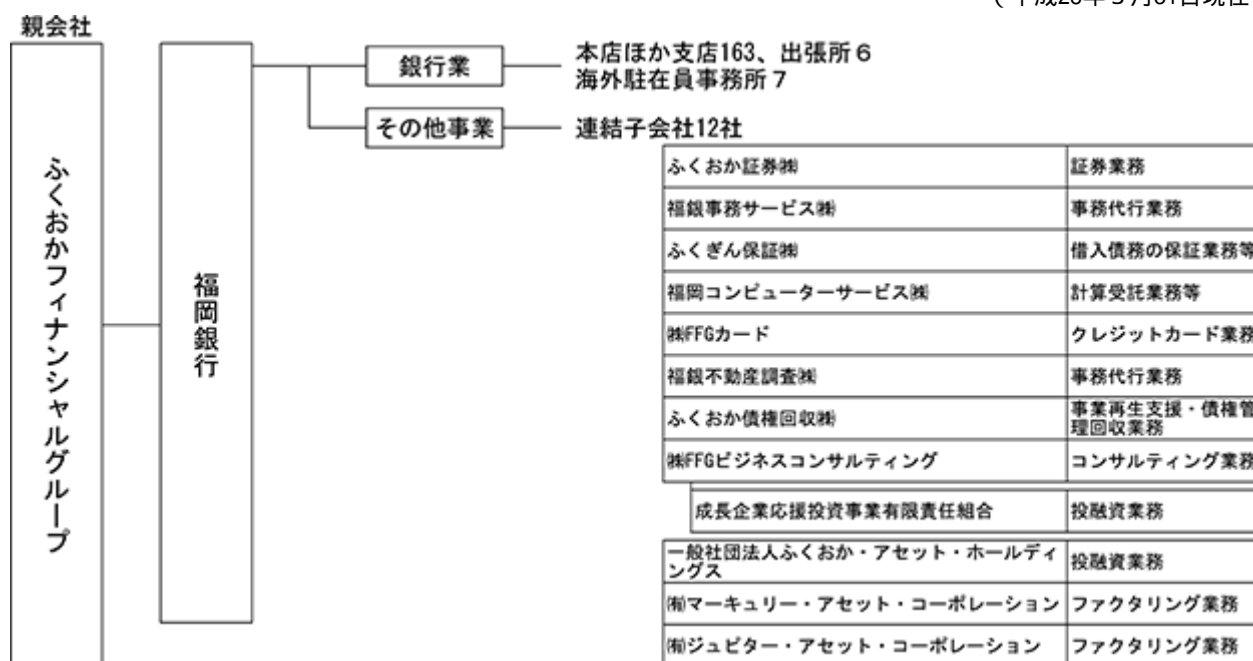 親会社
銀行業
本店ほか支店163、出張所6
海外駐在員事務所7
その他事業
連結子会社12社
ふくおかフィナンシャルグループ
福岡銀行
ふくおか証券㈱
証券業務
福銀事務サービス㈱
事務代行業務
ふくぎん保証㈱
借入債務の保証業務等
福岡コンピューターサービス㈱
計算受託業務等
㈱FFGカード
クレジットカード業務
福銀不動産調査㈱
事務代行業務
ふくおか債権回収㈱
事業再生支援・債権管
理回収業務
㈱FFGビジネスコンサルティング
コンサルティング業務
成長企業応援投資事業有限責任組合
投融資業務
一般社団法人ふくおか・アセット・ホールディ
ングス
投融資業務
㈲マーキュリー・アセット・コーポレーション
ファクタリング業務
㈲ジュピター・アセット・コーポレーション
ファクタリング業務